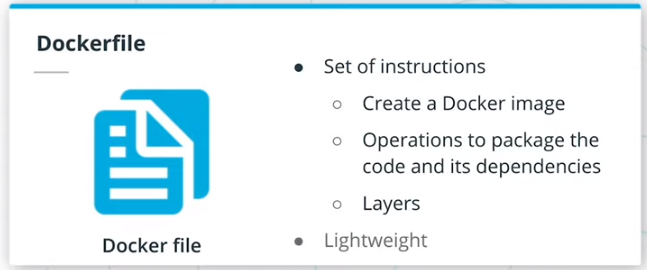 Dockerfile
Docker file
● Set of instructions
○ Create a Docker image
○ Operations to package the
code and its dependencies
○ Layers
● Lightweight